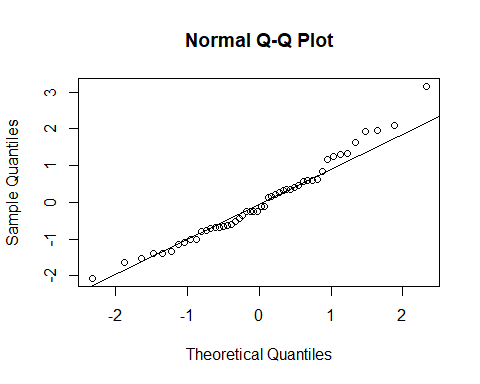 Normal Q-Q Plot
Sample Quantiles
3
2
1
0
-1
-2
-2 -1 0 1 2
Theoretical Quantiles